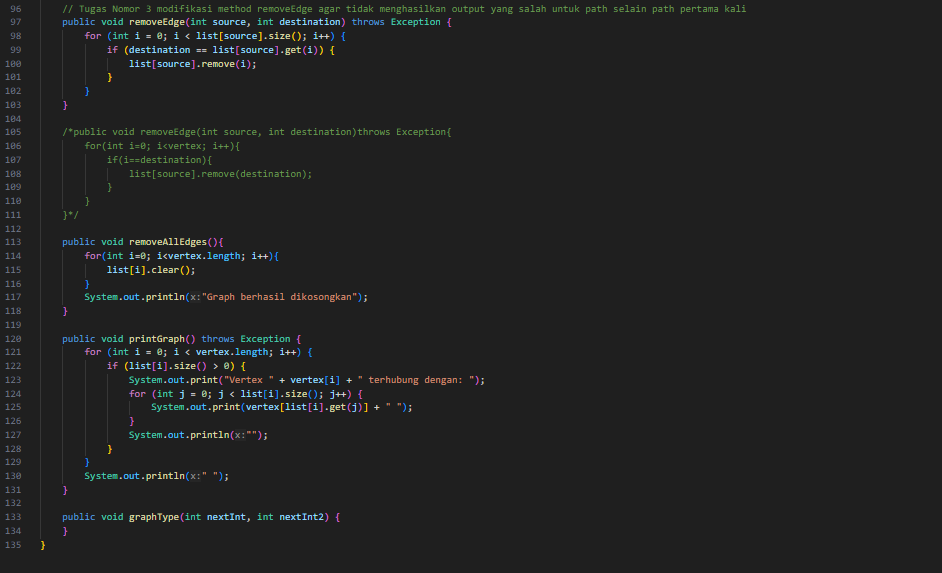 96 // Tugas Nomor 3 modifikasi method removeEdge agar tidak menghasilkan output yang salah untuk path selain path pertama kali
97 public void removeEdge(int source, int destination) throws Exception {
98 for (int i = 0; i < list[source].size(); i++) {
99 if (destination == list[source].get(i)) {
100 list[source].remove(i);
101 }
102 }
103 }
104
105 /*public void removeEdge(int source, int destination)throws Exception{
106 for(int i=0; i<vertex; i++){
107 if(i==destination){
108 list[source].remove(destination);
109 }
110 }
111 }*/
112
113 public void removeAllEdges(){
114 for(int i=0; i<vertex.length; i++){
115 list[i].clear();
116 }
117 System.out.println(x:"Graph berhasil dikosongkan");
118 }
119
120 public void printGraph() throws Exception {
121 for (int i = 0; i < vertex.length; i++) {
122 if (list[i].size() > 0) {
123 System.out.print("Vertex " + vertex[i] + " terhubung dengan: ");
124 for (int j = 0; j < list[i].size(); j++) {
125 System.out.print(vertex[list[i].get(j)] + " ");
126 }
127 System.out.println(x:"");
128 }
129 }
130 System.out.println(x:" ");
131 }
132
133 public void graphType(int nextInt, int nextInt2) {
134 }
135 }